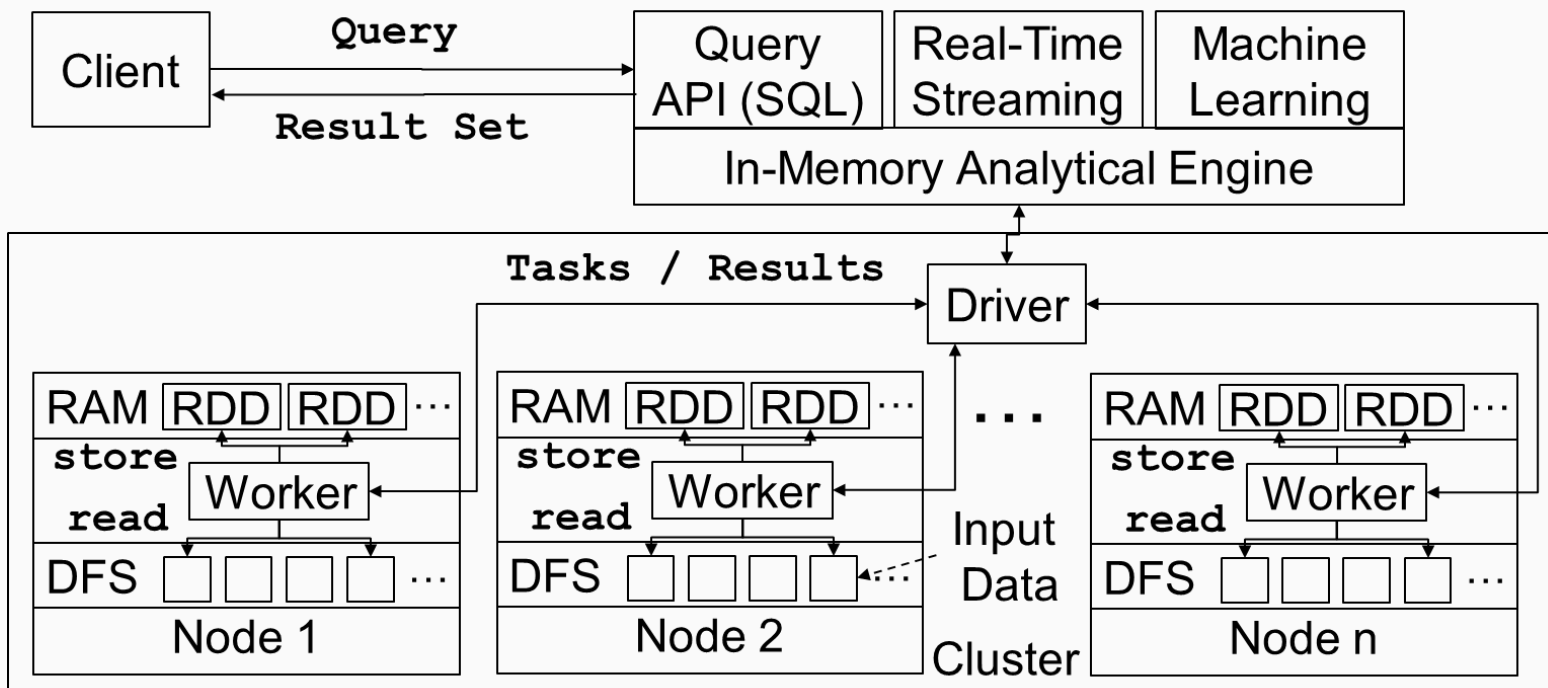 Client
Query
Result Set
Query
API (SQL)
Real-Time
Streaming
Machine
Learning
In-Memory Analytical Engine
Tasks / Results
Driver
RAM RDD RDD ...
store
Worker
read
DFS ...
Node 1
RAM RDD RDD ...
store
Worker
read
DFS ...
Node 2
...
Input
Data
Cluster
RAM RDD RDD ...
store
Worker
read
DFS ...
Node n